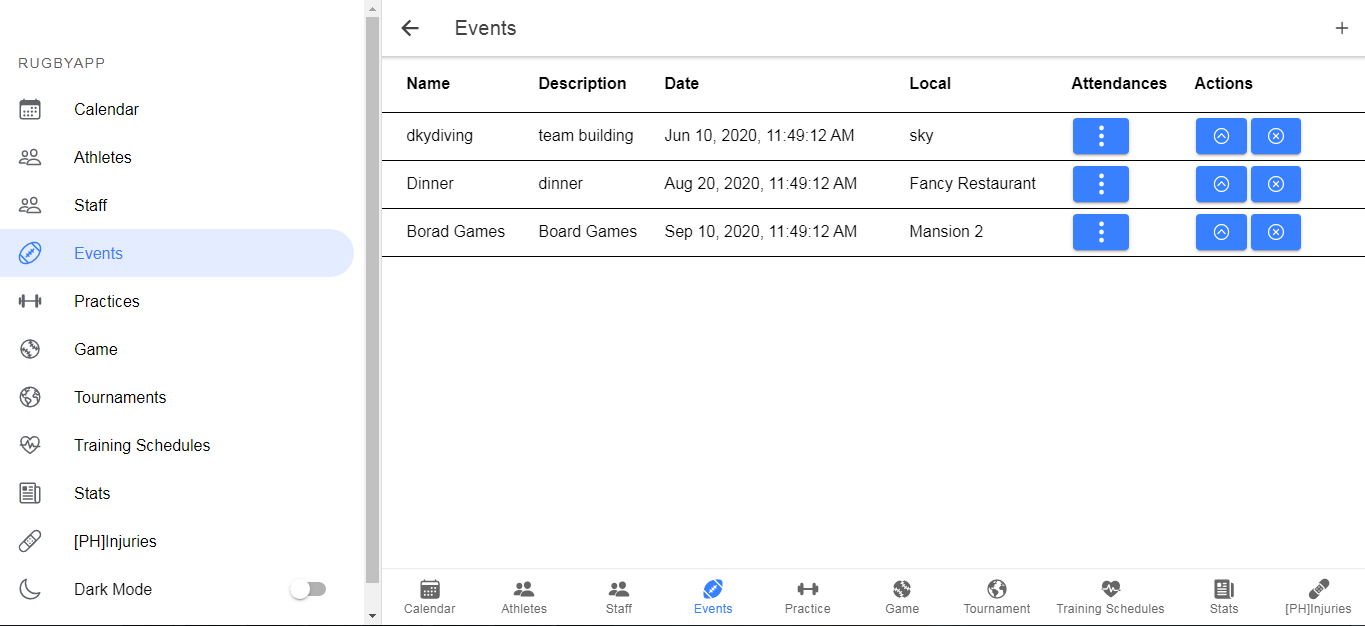 RUGBYAPP
Calendar
Athletes
Staff
Events
Practices
Game
Tournaments
Training Schedules
Stats
[PH]Injuries
Dark Mode
Events
Name Description Date Local Attendances Actions
dkydiving team building Jun 10, 2020, 11:49:12 AM sky
Dinner dinner Aug 20, 2020, 11:49:12 AM Fancy Restaurant
Borad Games Board Games Sep 10, 2020, 11:49:12 AM Mansion 2
Calendar Athletes Staff Events Practice Game Tournament Training Schedules Stats [PH]Injuries